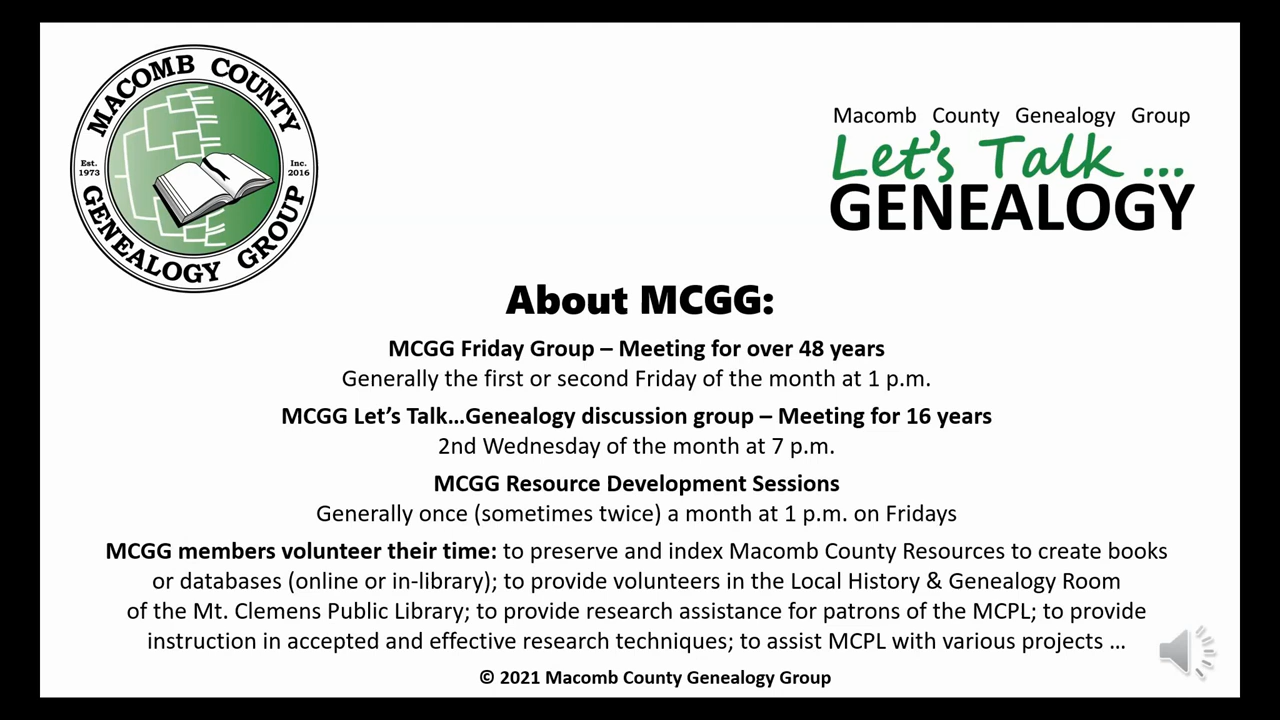 MACOMB COUNTY
Est.
1973
Inc.
2016
GENEALOGY GROUP
Macomb County Genealogy Group
Let's Talk ...
GENEALOGY
About MCGG:
MCGG Friday Group – Meeting for over 48 years
Generally the first or second Friday of the month at 1 p.m.
MCGG Let’s Talk…Genealogy discussion group – Meeting for 16 years
2nd Wednesday of the month at 7 p.m.
MCGG Resource Development Sessions
Generally once (sometimes twice) a month at 1 p.m. on Fridays
MCGG members volunteer their time: to preserve and index Macomb County Resources to create books
or databases (online or in-library); to provide volunteers in the Local History & Genealogy Room
of the Mt. Clemens Public Library; to provide research assistance for patrons of the MCPL; to provide
instruction in accepted and effective research techniques; to assist MCPL with various projects …
© 2021 Macomb County Genealogy Group